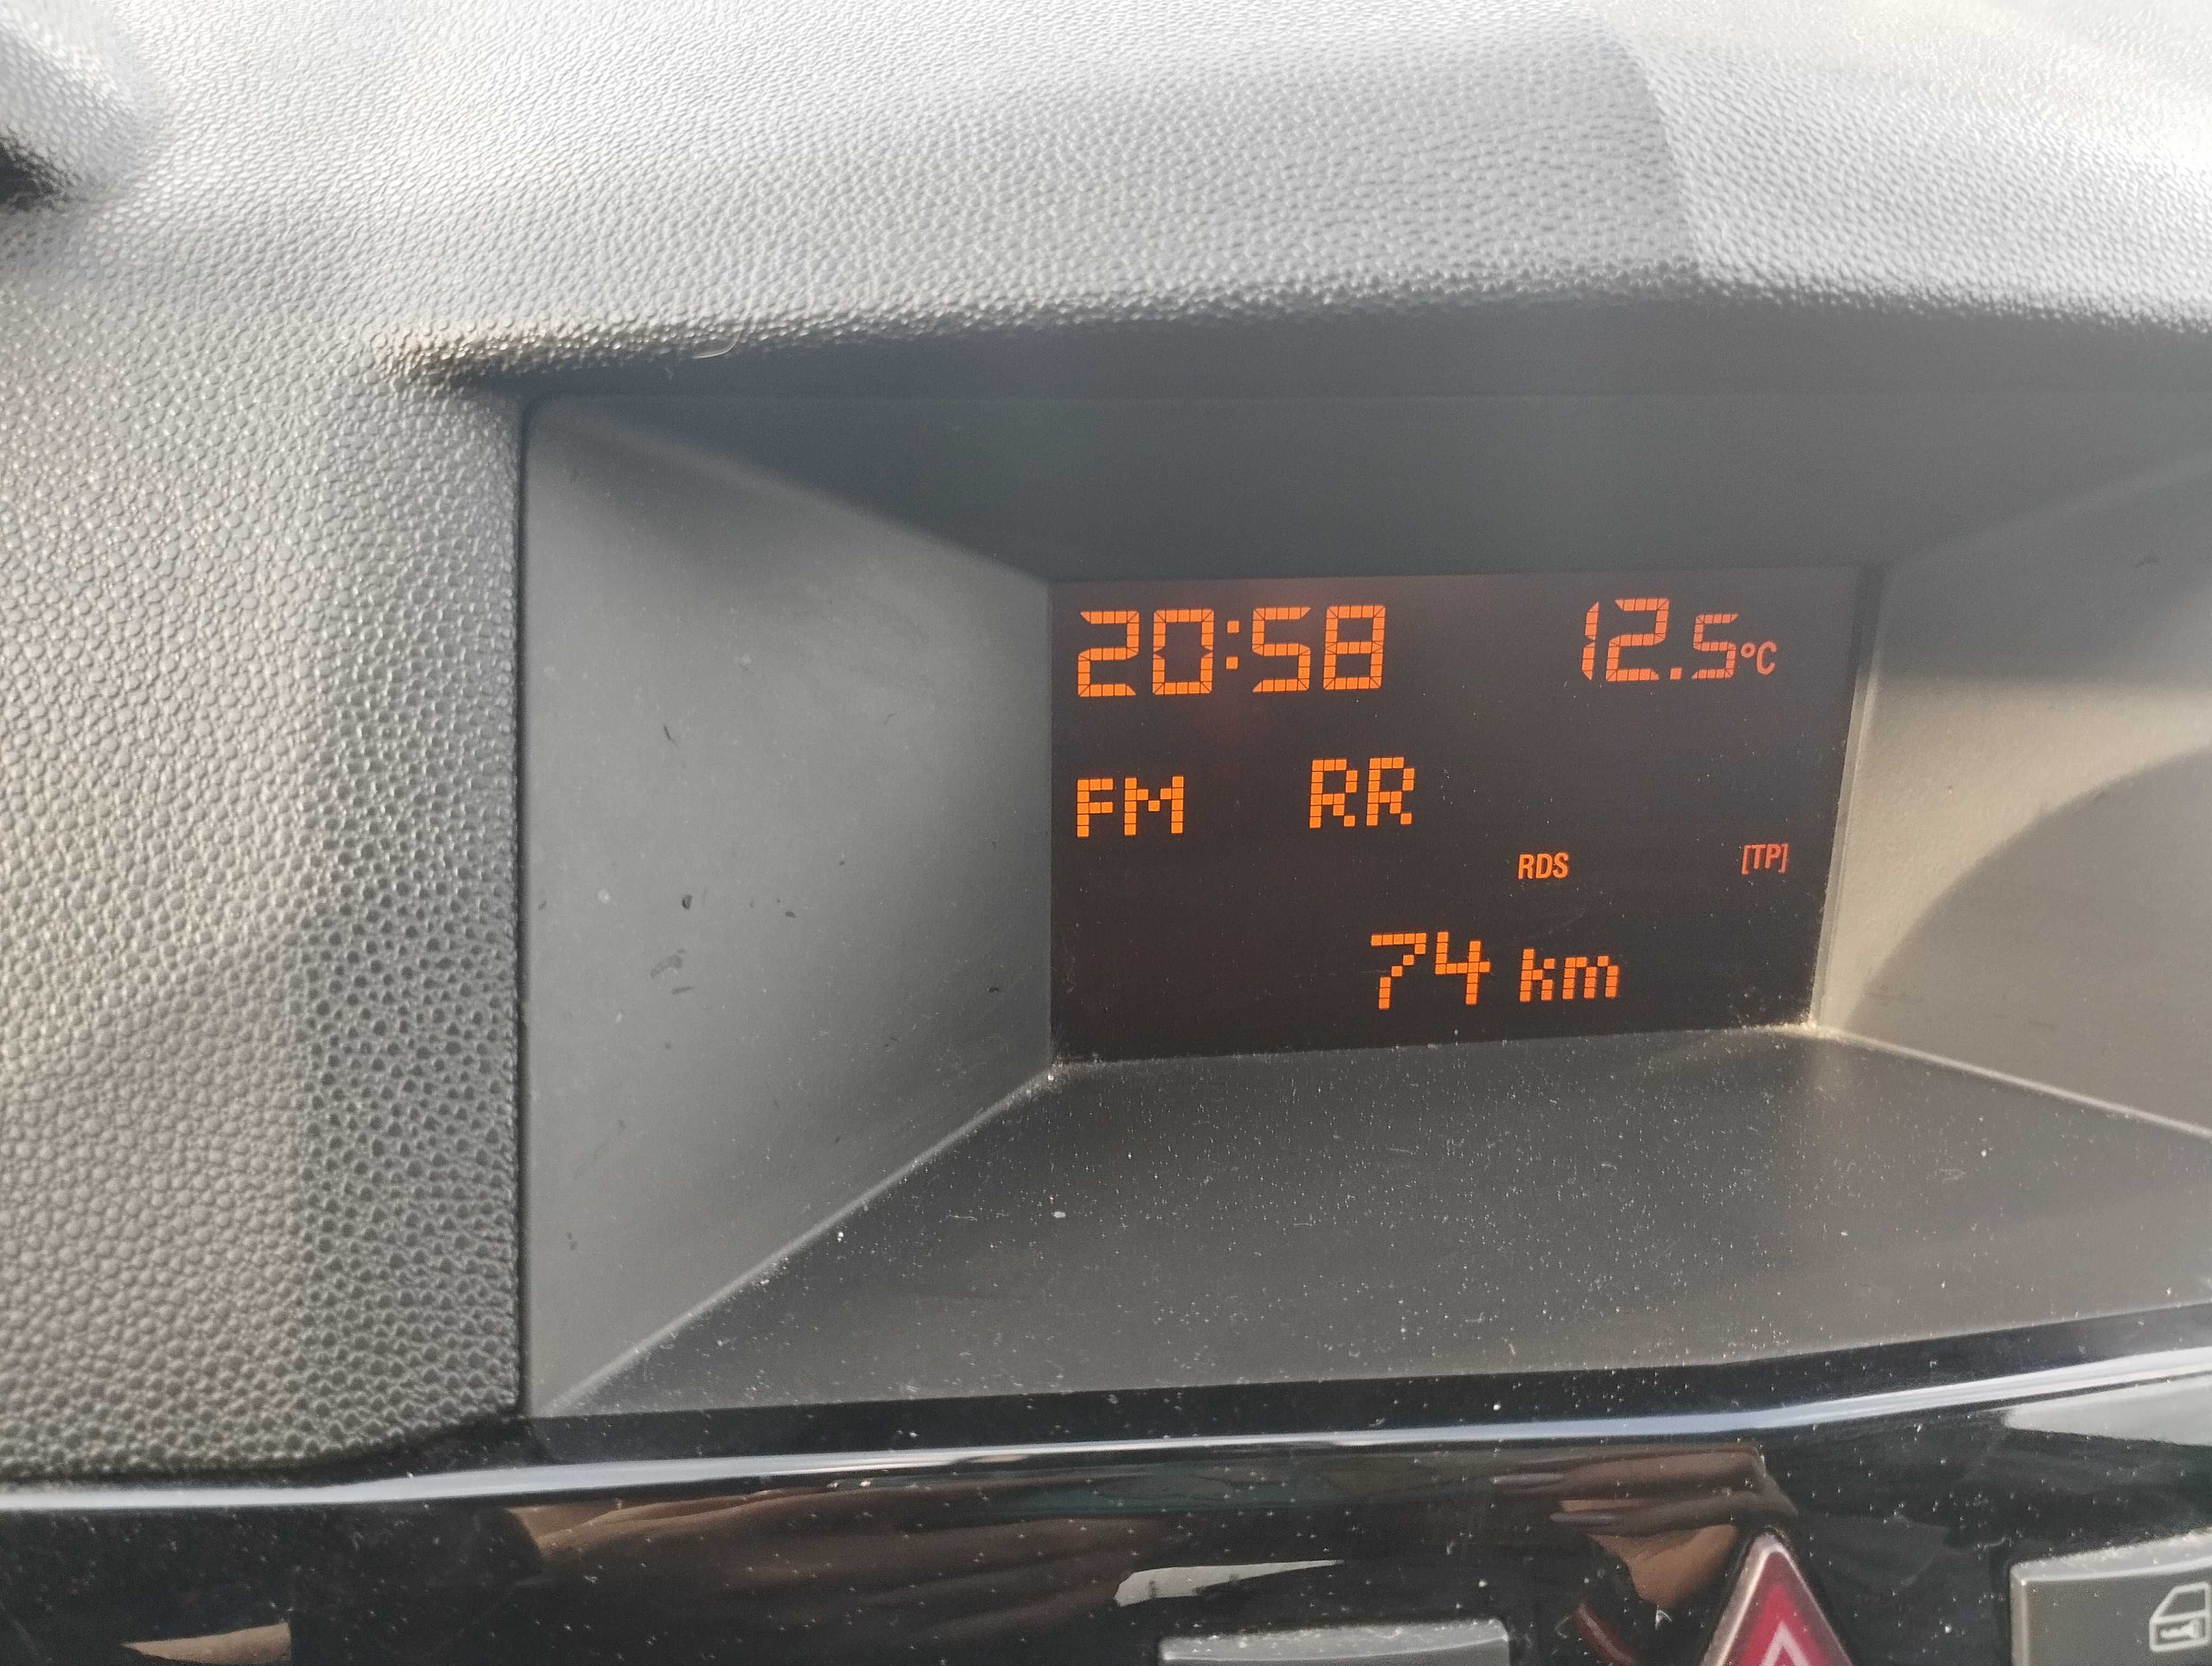 20:58 12.5°C
FM RR
RDS [TP]
74 km